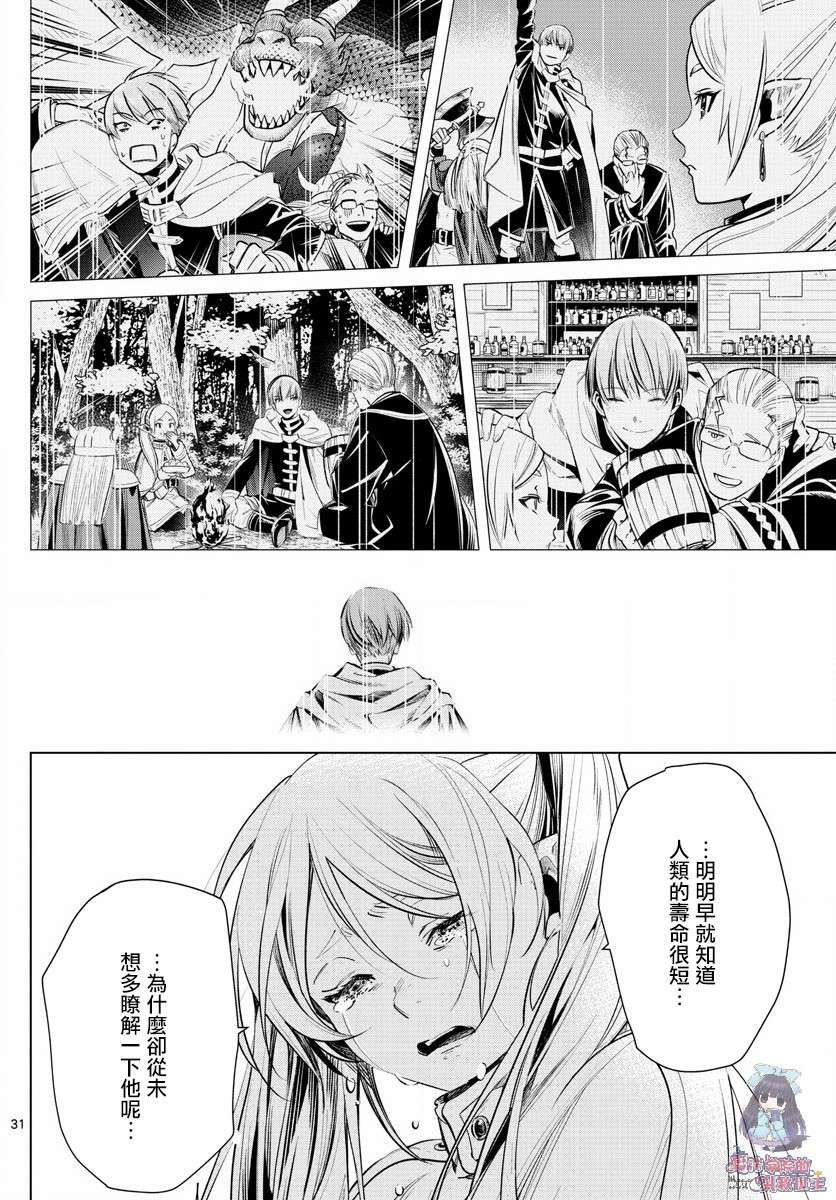 …明明早就知道
人類的壽命很短…
…為什麼卻從未
想多瞭解一下他呢…
31